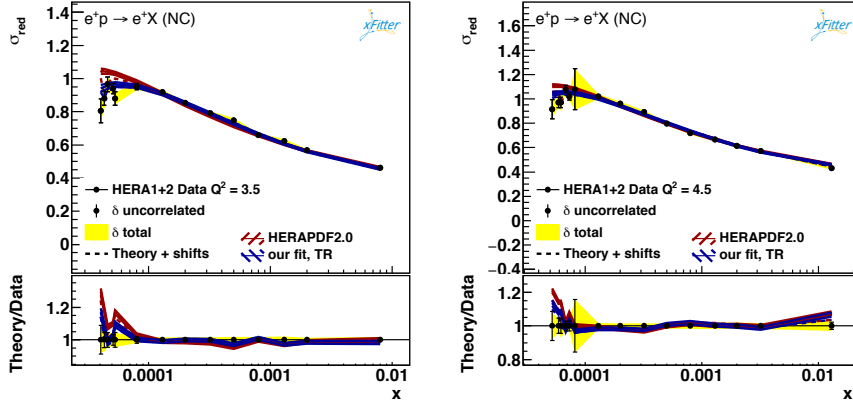 e⁺p → e⁺X (NC)
xFitter
σ_red
1.4
1.2
1
0.8
0.6
0.4
0.2
0
HERA1+2 Data Q² = 3.5
δ uncorrelated
δ total
Theory + shifts
HERAPDF2.0
our fit, TR
Theory/Data
1.2
1
0.0001
0.001
0.01
x
e⁺p → e⁺X (NC)
xFitter
σ_red
1.4
1.2
1
0.8
0.6
0.4
0.2
0
−0.2
−0.4
HERA1+2 Data Q² = 4.5
δ uncorrelated
δ total
Theory + shifts
HERAPDF2.0
our fit, TR
Theory/Data
1.2
1
0.8
0.0001
0.001
0.01
x